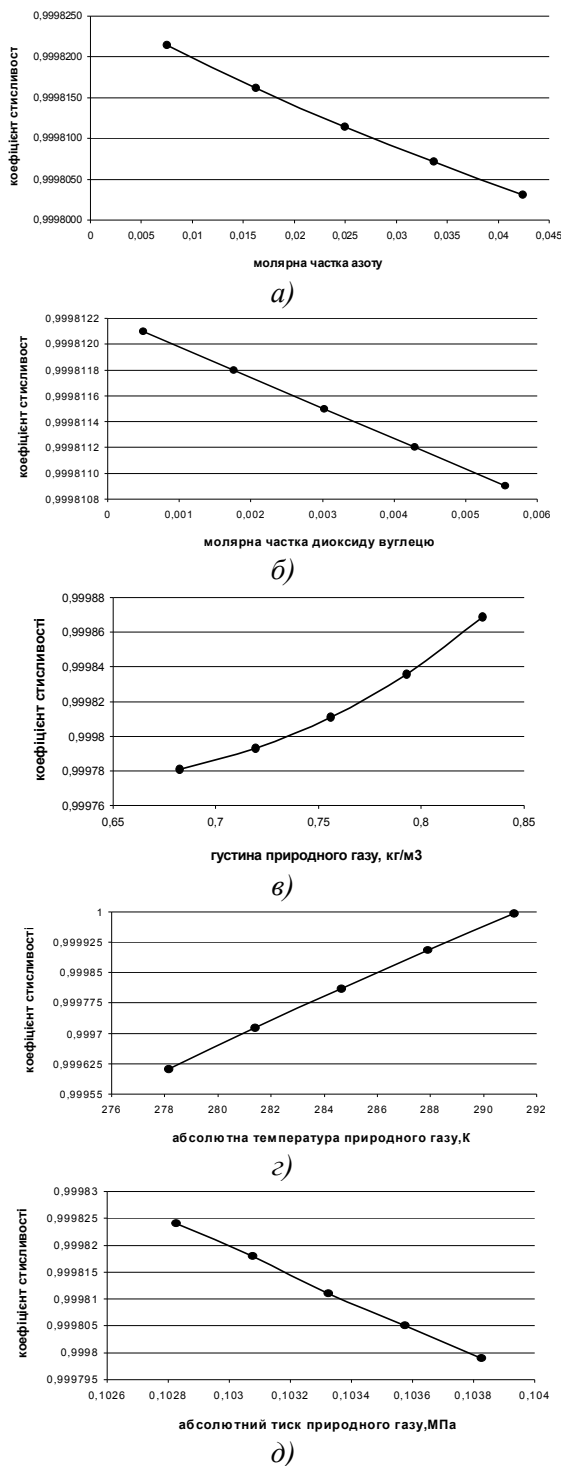 0,9998250
0,9998200
0,9998150
0,9998100
0,9998050
0,9998000
коефіцієнт стисливост
0 0,005 0,01 0,015 0,02 0,025 0,03 0,035 0,04 0,045
молярна частка азоту
а)
0,9998122
0,9998120
0,9998118
0,9998116
0,9998114
0,9998112
0,9998110
0,9998108
коефіцієнт стисливост
0 0,001 0,002 0,003 0,004 0,005 0,006
молярна частка диоксиду вуглецю
б)
0,99988
0,99986
0,99984
0,99982
0,9998
0,99978
0,99976
коефіцієнт стисливості
0,65 0,7 0,75 0,8 0,85
густина природного газу, кг/м3
в)
1
0,999925
0,99985
0,999775
0,9997
0,999625
0,99955
коефіцієнт стисливості
276 278 280 282 284 286 288 290 292
абсолютна температура природного газу,К
г)
0,99983
0,999825
0,99982
0,999815
0,99981
0,999805
0,9998
0,999795
коефіцієнт стисливості
0,1026 0,1028 0,103 0,1032 0,1034 0,1036 0,1038 0,104
абсолютний тиск природного газу,МПа
д)